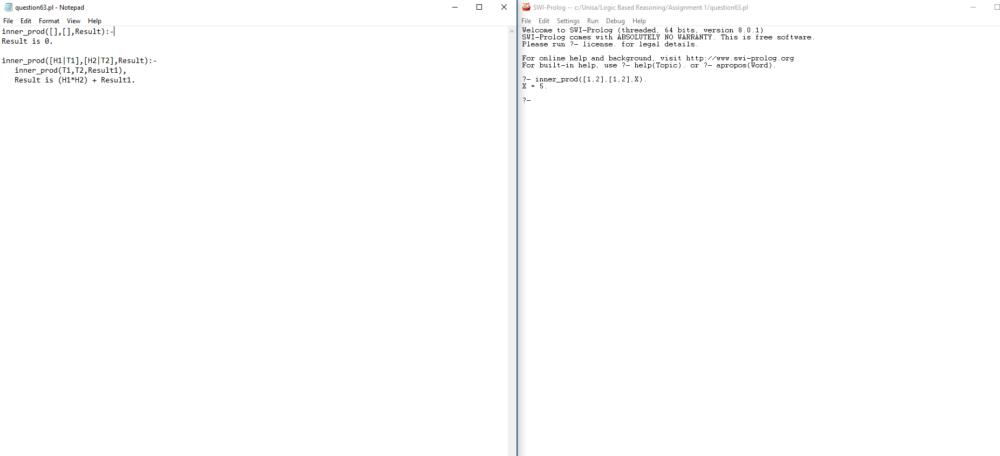 question63.pl - Notepad
File Edit Format View Help
inner_prod([],[],Result):-
Result is 0.
inner_prod([H1|T1],[H2|T2],Result):-
   inner_prod(T1,T2,Result1),
   Result is (H1*H2) + Result1.
SWI-Prolog -- c:/Unisa/Logic Based Reasoning/Assignment 1/question63.pl
File Edit Settings Run Debug Help
Welcome to SWI-Prolog (threaded, 64 bits, version 8.0.1)
SWI-Prolog comes with ABSOLUTELY NO WARRANTY. This is free software.
Please run ?- license. for legal details.
For online help and background, visit http://www.swi-prolog.org
For built-in help, use ?- help(Topic). or ?- apropos(Word).
?- inner_prod([1,2],[1,2],X).
X = 5.
?-